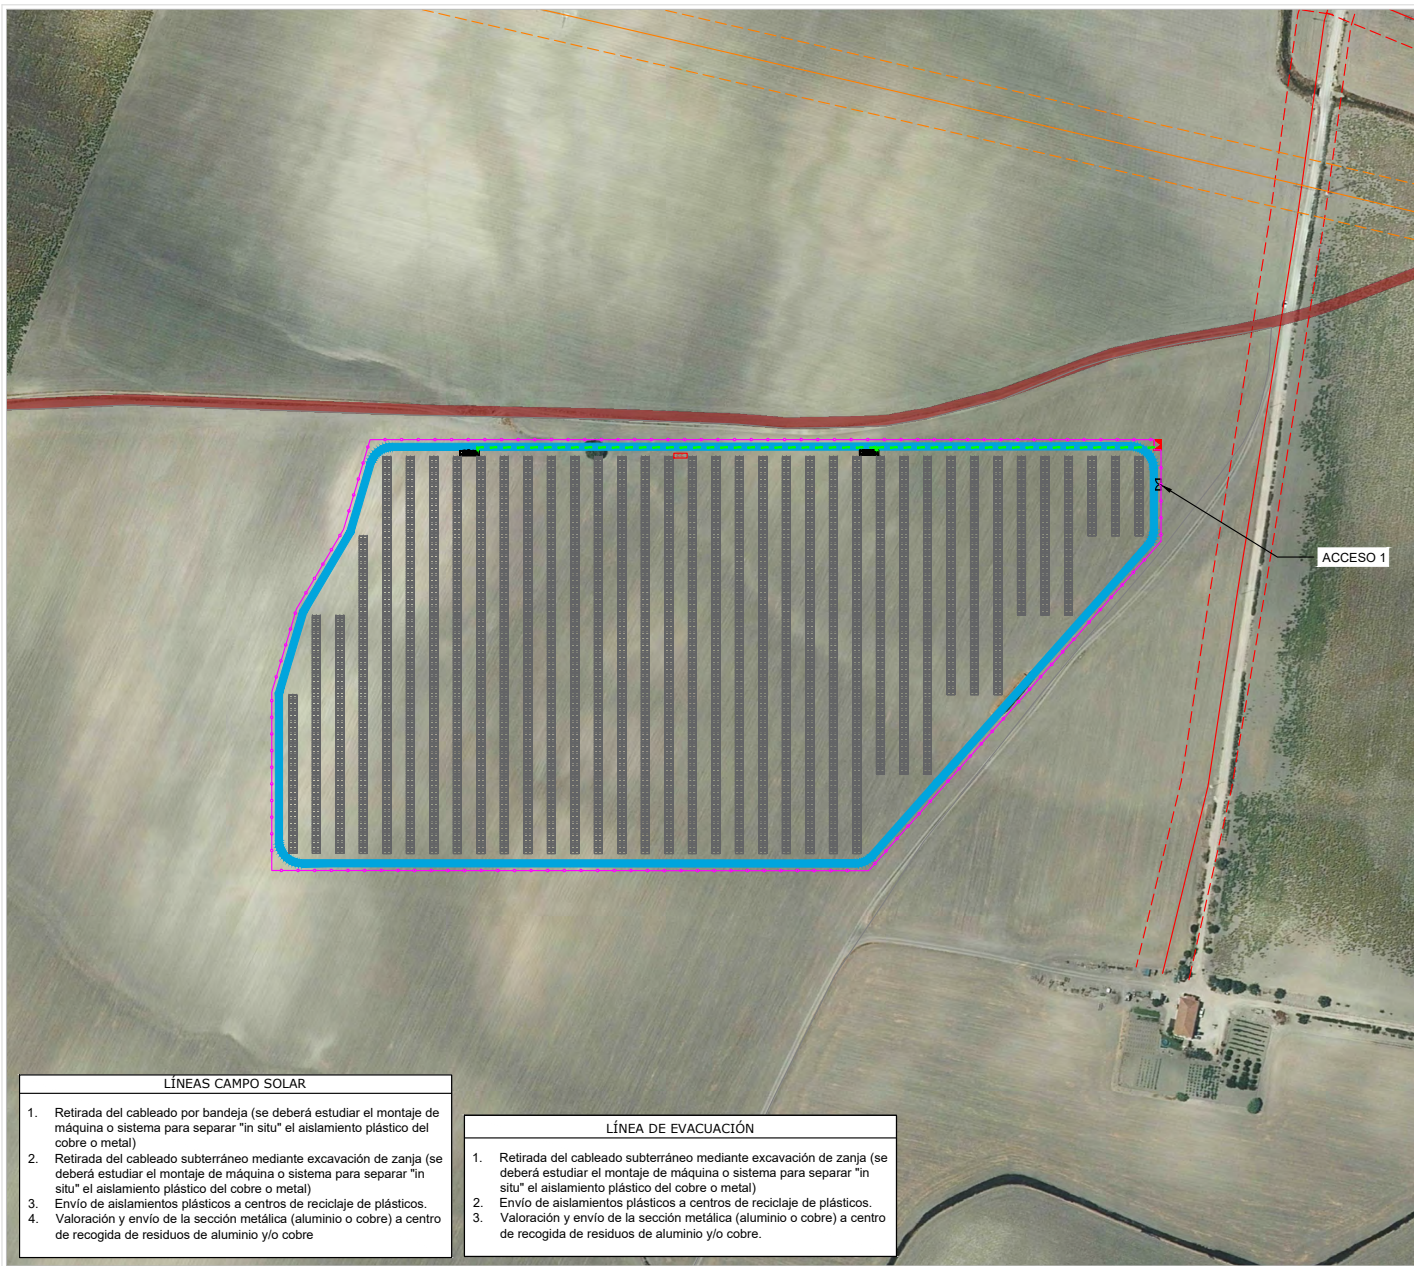 ACCESO 1
LÍNEAS CAMPO SOLAR
1. Retirada del cableado por bandeja (se deberá estudiar el montaje de
máquina o sistema para separar "in situ" el aislamiento plástico del
cobre o metal)
2. Retirada del cableado subterráneo mediante excavación de zanja (se
deberá estudiar el montaje de máquina o sistema para separar "in
situ" el aislamiento plástico del cobre o metal)
3. Envío de aislamientos plásticos a centros de reciclaje de plásticos.
4. Valoración y envío de la sección metálica (aluminio o cobre) a centro
de recogida de residuos de aluminio y/o cobre
LÍNEA DE EVACUACIÓN
1. Retirada del cableado subterráneo mediante excavación de zanja (se
deberá estudiar el montaje de máquina o sistema para separar "in
situ" el aislamiento plástico del cobre o metal)
2. Envío de aislamientos plásticos a centros de reciclaje de plásticos.
3. Valoración y envío de la sección metálica (aluminio o cobre) a centro
de recogida de residuos de aluminio y/o cobre.